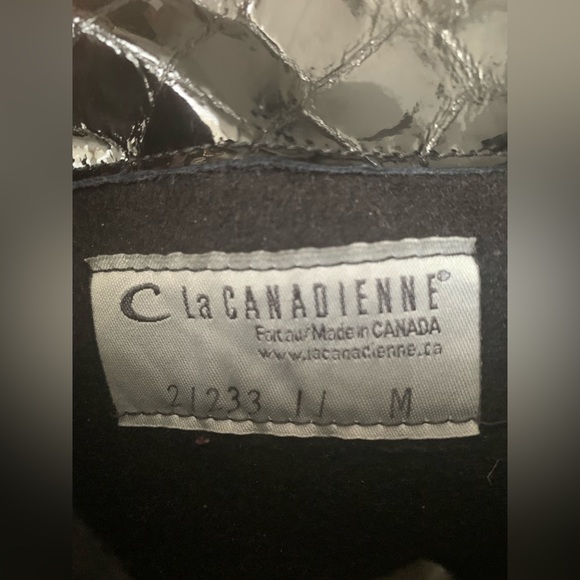 C La CANADIENNE®
Fait au/Made in CANADA
www.lacanadienne.ca
21233 11 M